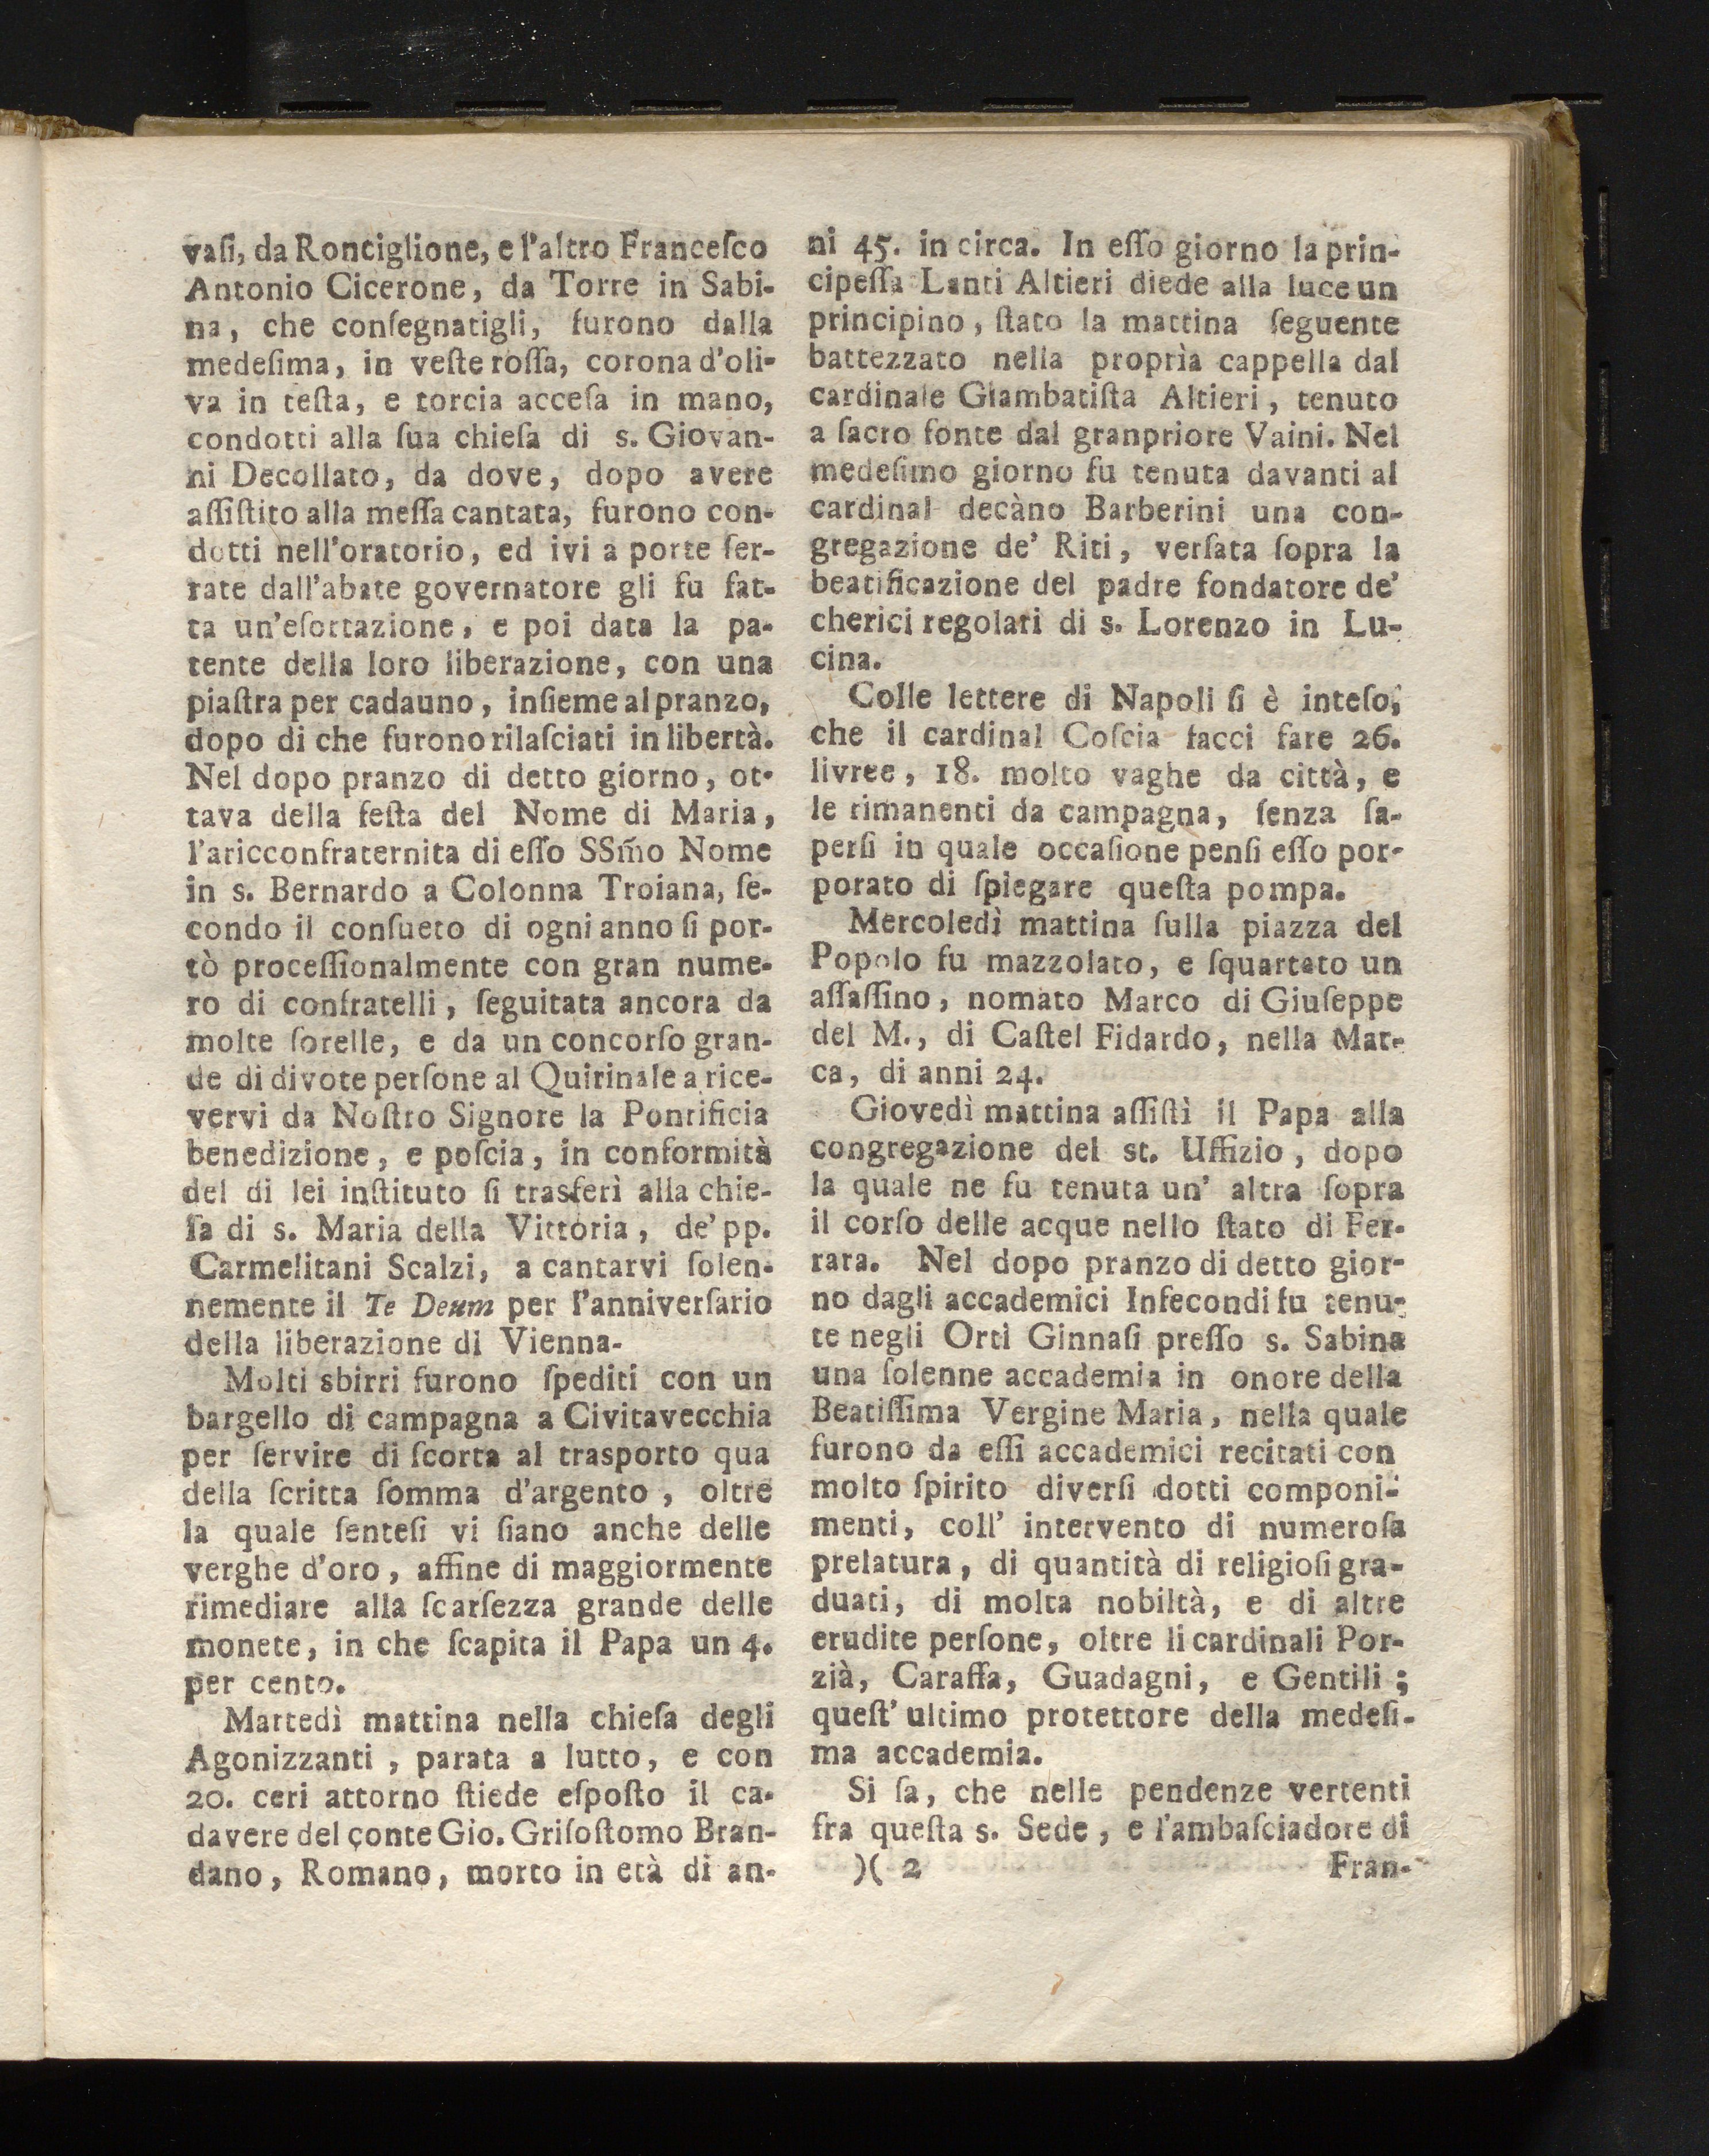 vaſi, da Ronciglione, e l'altro Franceſco
Antonio Cicerone, da Torre in Sabi-
na, che conſegnatigli, furono dalla
medeſima, in veſte roſſa, corona d'oli-
va in teſta, e torcia acceſa in mano,
condotti alla ſua chieſa di s. Giovan-
ni Decollato, da dove, dopo avere
aſſiſtito alla meſſa cantata, furono con-
dotti nell'oratorio, ed ivi a porte ſer-
rate dall'abate governatore gli fu fat-
ta un'eſortazione, e poi data la pa-
tente della loro liberazione, con una
piaſtra per cadauno, inſieme al pranzo,
dopo di che furono rilaſciati in libertà.
Nel dopo pranzo di detto giorno, ot-
tava della feſta del Nome di Maria,
l'aricconfraternita di eſſo SSm̃o Nome
in s. Bernardo a Colonna Troiana, ſe-
condo il conſueto di ogni anno ſi por-
tò proceſſionalmente con gran nume-
ro di confratelli, ſeguitata ancora da
molte ſorelle, e da un concorſo gran-
de di divote perſone al Quirinale a rice-
vervi da Noſtro Signore la Pontificia
benedizione, e poſcia, in conformità
del di lei inſtituto ſi trasferì alla chie-
ſa di s. Maria della Vittoria, de' pp.
Carmelitani Scalzi, a cantarvi ſolen-
nemente il Te Deum per l'anniverſario
della liberazione di Vienna.
Molti sbirri furono ſpediti con un
bargello di campagna a Civitavecchia
per ſervire di ſcorta al trasporto qua
della ſcritta ſomma d'argento, oltre
la quale ſenteſi vi ſiano anche delle
verghe d'oro, affine di maggiormente
rimediare alla ſcarſezza grande delle
monete, in che ſcapita il Papa un 4.
per cento.
Martedì mattina nella chieſa degli
Agonizzanti, parata a lutto, e con
20. ceri attorno ſtiede eſpoſto il ca-
davere del conte Gio. Griſoſtomo Bran-
dano, Romano, morto in età di an-
ni 45. in circa. In eſſo giorno la prin-
cipeſſa Lanti Altieri diede alla luce un
principino, ſtato la mattina ſeguente
battezzato nella proprìa cappella dal
cardinale Giambatiſta Altieri, tenuto
a ſacro fonte dal granpriore Vaini. Nel
medeſimo giorno fu tenuta davanti al
cardinal decàno Barberini una con-
gregazione de' Riti, verſata ſopra la
beatificazione del padre fondatore de'
cherici regolati di s. Lorenzo in Lu-
cina.
Colle lettere di Napoli ſi è inteſo,
che il cardinal Coſcia facci fare 26.
livree, 18. molto vaghe da città, e
le rimanenti da campagna, ſenza ſa-
perſi in quale occaſione penſi eſſo por-
porato di ſpiegare queſta pompa.
Mercoledì mattina ſulla piazza del
Popolo fu mazzolato, e ſquartato un
aſſaſſino, nomato Marco di Giuſeppe
del M., di Caſtel Fidardo, nella Mar-
ca, di anni 24.
Giovedì mattina aſſiſtì il Papa alla
congregazione del st. Uffizio, dopo
la quale ne fu tenuta un' altra ſopra
il corſo delle acque nello ſtato di Fer-
rara. Nel dopo pranzo di detto gior-
no dagli accademici Infecondi fu tenu-
te negli Orti Ginnaſi preſſo s. Sabina
una ſolenne accademia in onore della
Beatiſſima Vergine Maria, nella quale
furono da eſſi accademici recitati con
molto ſpirito diverſi dotti componi-
menti, coll' intervento di numeroſa
prelatura, di quantità di religioſi gra-
duati, di molta nobiltà, e di altre
erudite perſone, oltre li cardinali Por-
zià, Caraffa, Guadagni, e Gentili;
queſt' ultimo protettore della medeſi-
ma accademia.
Si ſa, che nelle pendenze vertenti
fra queſta s. Sede, e l'ambaſciadore di
)( 2 Fran-